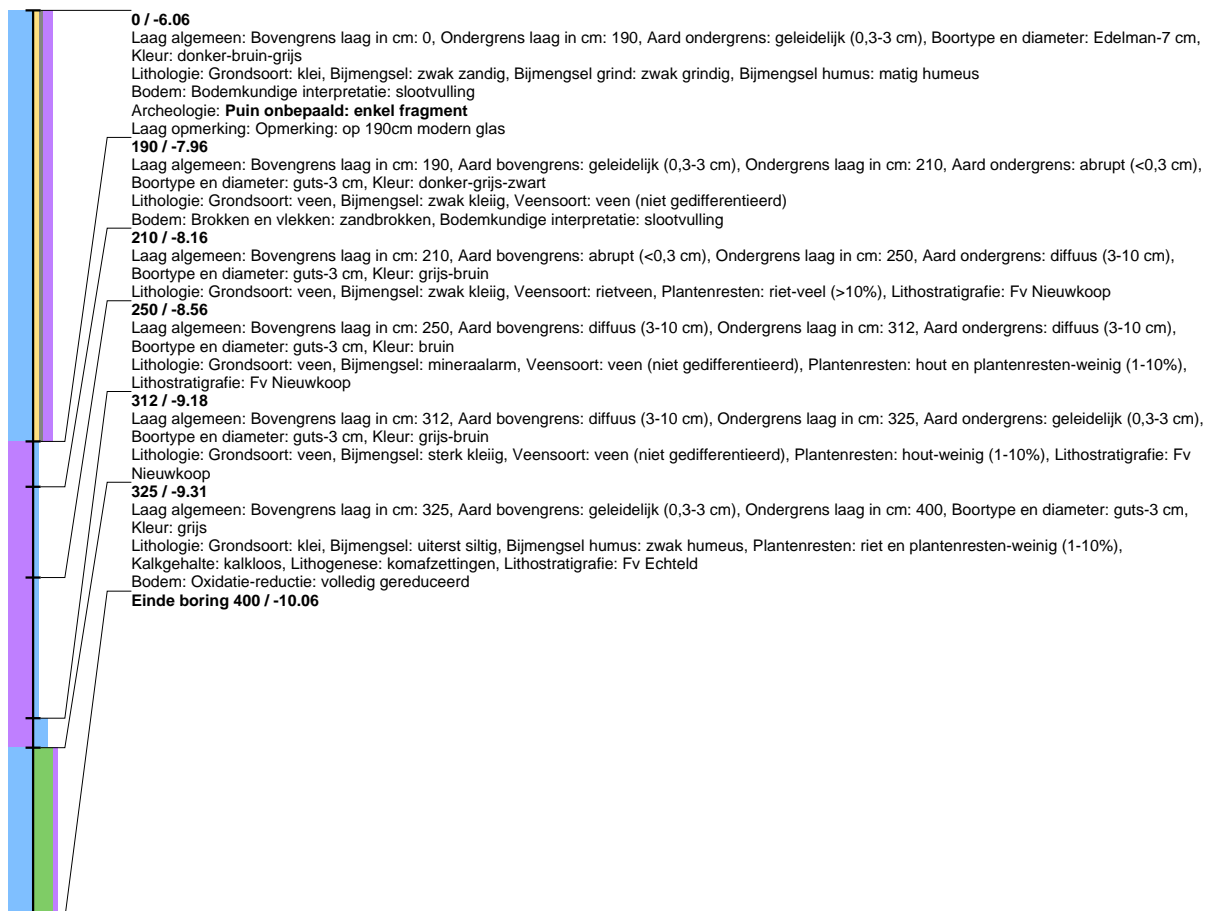 0 / -6.06
Laag algemeen: Bovengrens laag in cm: 0, Ondergrens laag in cm: 190, Aard ondergrens: geleidelijk (0,3-3 cm), Boortype en diameter: Edelman-7 cm,
Kleur: donker-bruin-grijs
Lithologie: Grondsoort: klei, Bijmengsel: zwak zandig, Bijmengsel grind: zwak grindig, Bijmengsel humus: matig humeus
Bodem: Bodemkundige interpretatie: slootvulling
Archeologie: Puin onbepaald: enkel fragment
Laag opmerking: Opmerking: op 190cm modern glas
190 / -7.96
Laag algemeen: Bovengrens laag in cm: 190, Aard bovengrens: geleidelijk (0,3-3 cm), Ondergrens laag in cm: 210, Aard ondergrens: abrupt (<0,3 cm),
Boortype en diameter: guts-3 cm, Kleur: donker-grijs-zwart
Lithologie: Grondsoort: veen, Bijmengsel: zwak kleiig, Veensoort: veen (niet gedifferentieerd)
Bodem: Brokken en vlekken: zandbrokken, Bodemkundige interpretatie: slootvulling
210 / -8.16
Laag algemeen: Bovengrens laag in cm: 210, Aard bovengrens: abrupt (<0,3 cm), Ondergrens laag in cm: 250, Aard ondergrens: diffuus (3-10 cm),
Boortype en diameter: guts-3 cm, Kleur: grijs-bruin
Lithologie: Grondsoort: veen, Bijmengsel: zwak kleiig, Veensoort: rietveen, Plantenresten: riet-veel (>10%), Lithostratigrafie: Fv Nieuwkoop
250 / -8.56
Laag algemeen: Bovengrens laag in cm: 250, Aard bovengrens: diffuus (3-10 cm), Ondergrens laag in cm: 312, Aard ondergrens: diffuus (3-10 cm),
Boortype en diameter: guts-3 cm, Kleur: bruin
Lithologie: Grondsoort: veen, Bijmengsel: mineraalarm, Veensoort: veen (niet gedifferentieerd), Plantenresten: hout en plantenresten-weinig (1-10%),
Lithostratigrafie: Fv Nieuwkoop
312 / -9.18
Laag algemeen: Bovengrens laag in cm: 312, Aard bovengrens: diffuus (3-10 cm), Ondergrens laag in cm: 325, Aard ondergrens: geleidelijk (0,3-3 cm),
Boortype en diameter: guts-3 cm, Kleur: grijs-bruin
Lithologie: Grondsoort: veen, Bijmengsel: sterk kleiig, Veensoort: veen (niet gedifferentieerd), Plantenresten: hout-weinig (1-10%), Lithostratigrafie: Fv
Nieuwkoop
325 / -9.31
Laag algemeen: Bovengrens laag in cm: 325, Aard bovengrens: geleidelijk (0,3-3 cm), Ondergrens laag in cm: 400, Boortype en diameter: guts-3 cm,
Kleur: grijs
Lithologie: Grondsoort: klei, Bijmengsel: uiterst siltig, Bijmengsel humus: zwak humeus, Plantenresten: riet en plantenresten-weinig (1-10%),
Kalkgehalte: kalkloos, Lithogenese: komafzettingen, Lithostratigrafie: Fv Echteld
Bodem: Oxidatie-reductie: volledig gereduceerd
Einde boring 400 / -10.06